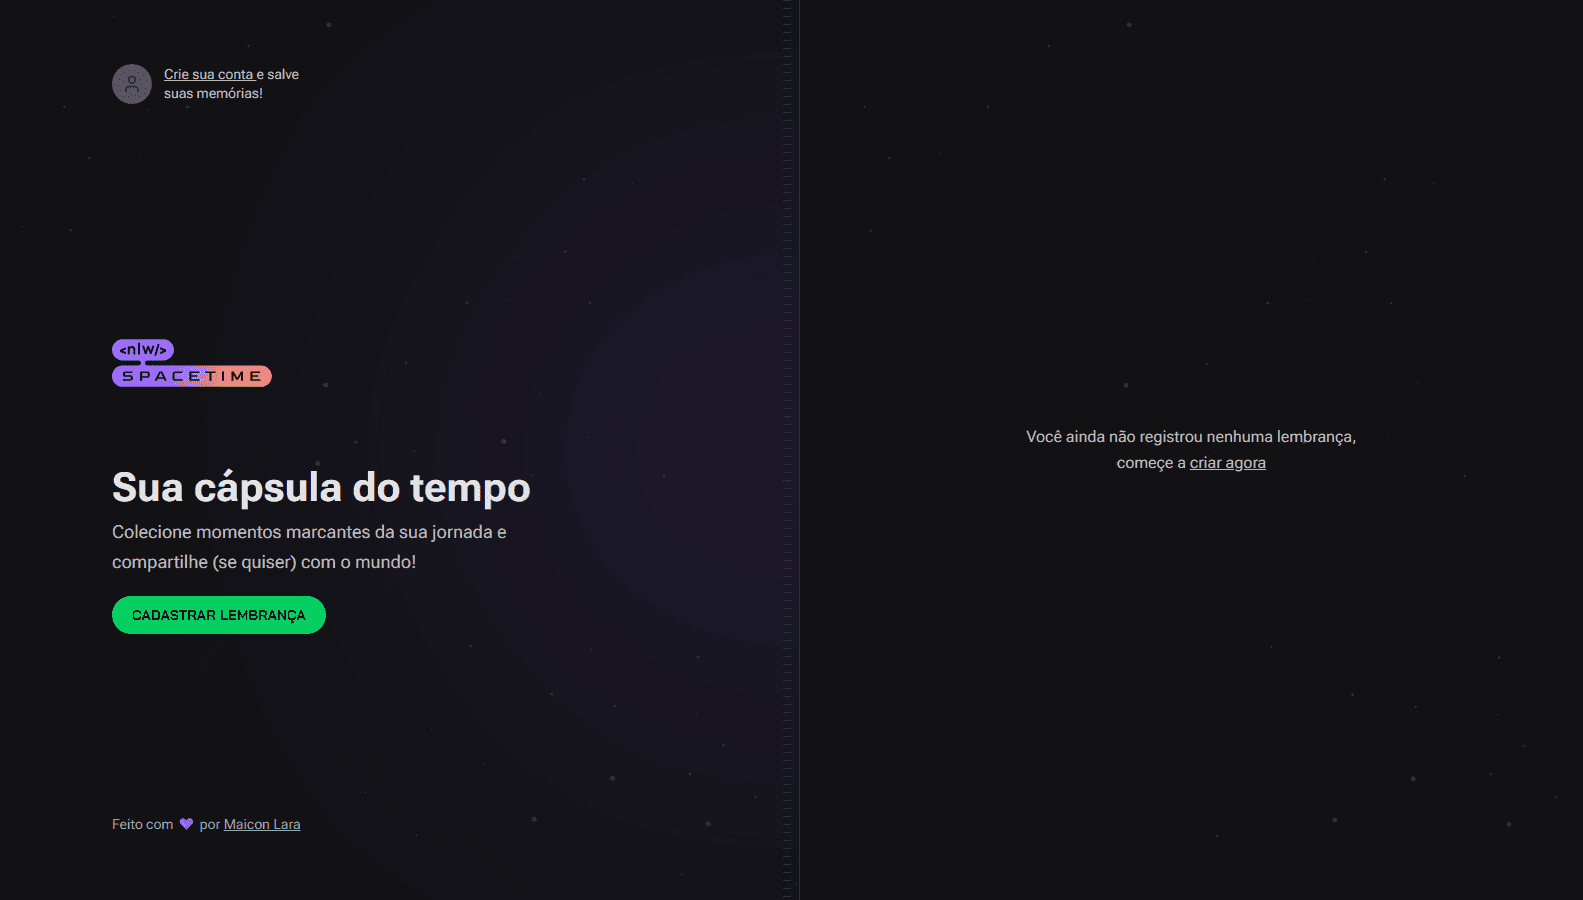 Crie sua conta e salve
suas memórias!
<nlw/>
SPACETIME
Sua cápsula do tempo
Colecione momentos marcantes da sua jornada e
compartilhe (se quiser) com o mundo!
CADASTRAR LEMBRANÇA
Feito com 💜 por Maicon Lara
Você ainda não registrou nenhuma lembrança,
começe a criar agora